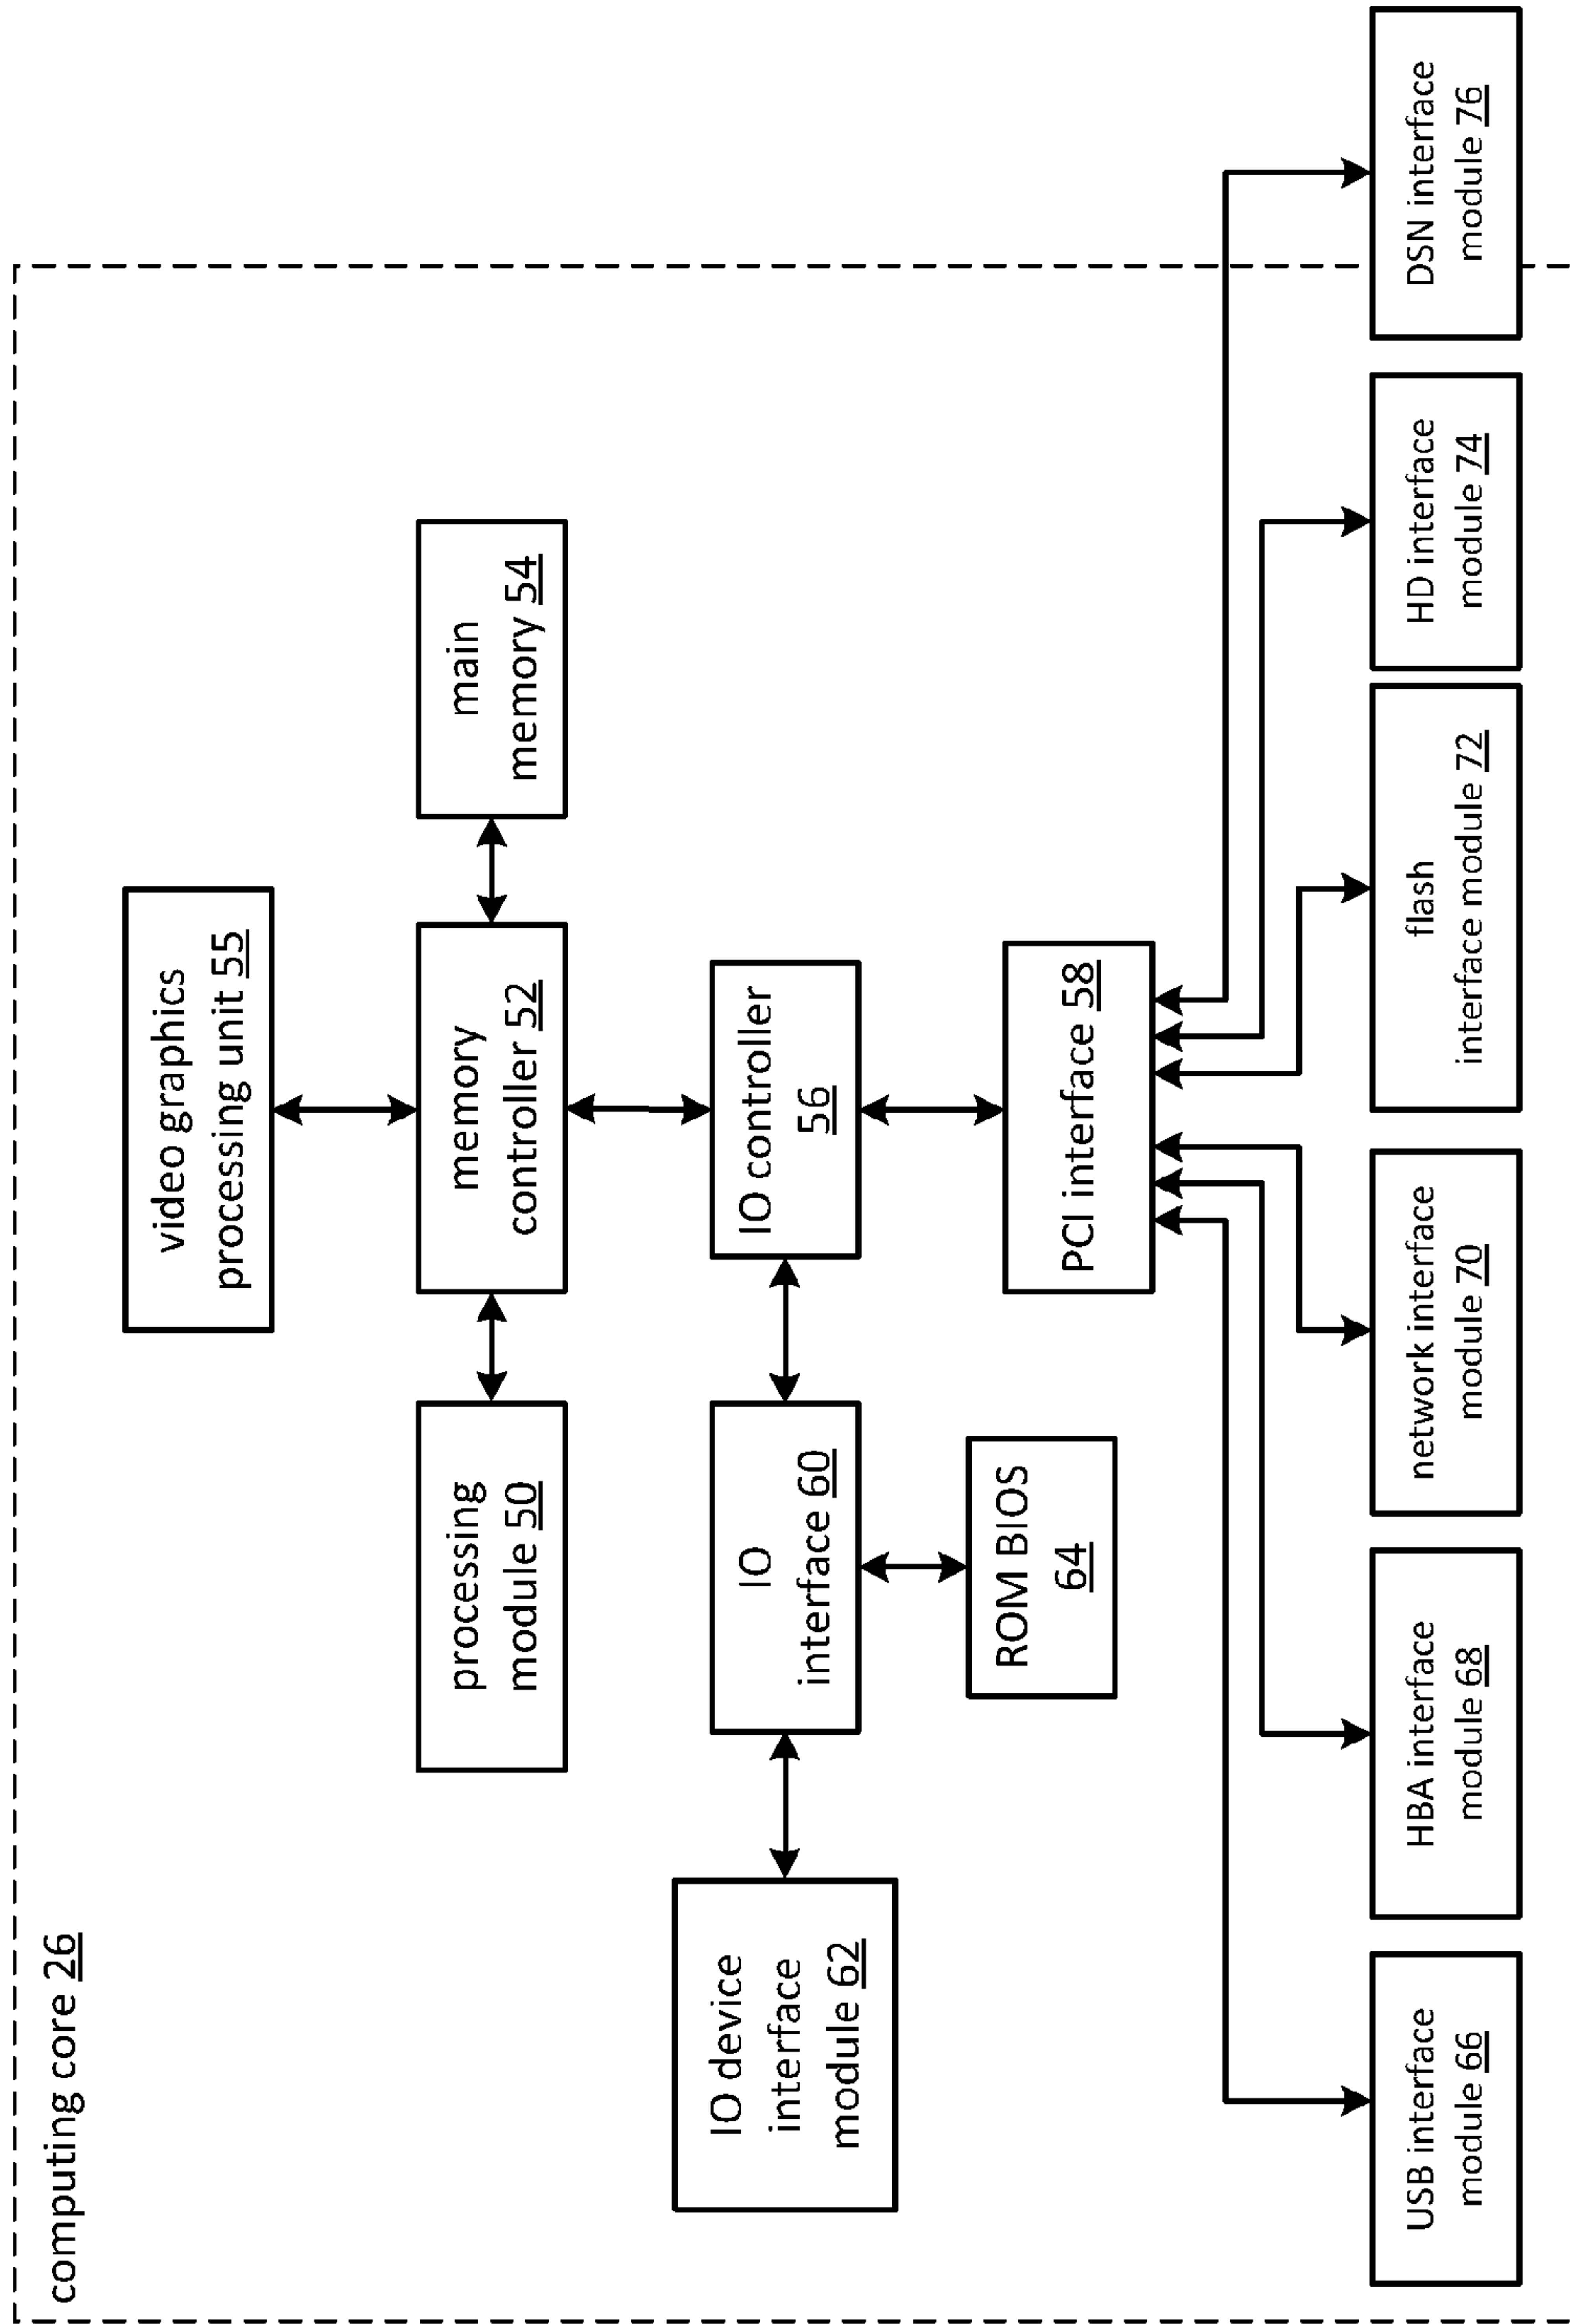 computing core 26
video graphics
processing unit 55
processing
module 50
memory
controller 52
main
memory 54
IO device
interface
module 62
IO
interface 60
IO controller
56
ROM BIOS
64
PCI interface 58
USB interface
module 66
HBA interface
module 68
network interface
module 70
flash
interface module 72
HD interface
module 74
DSN interface
module 76